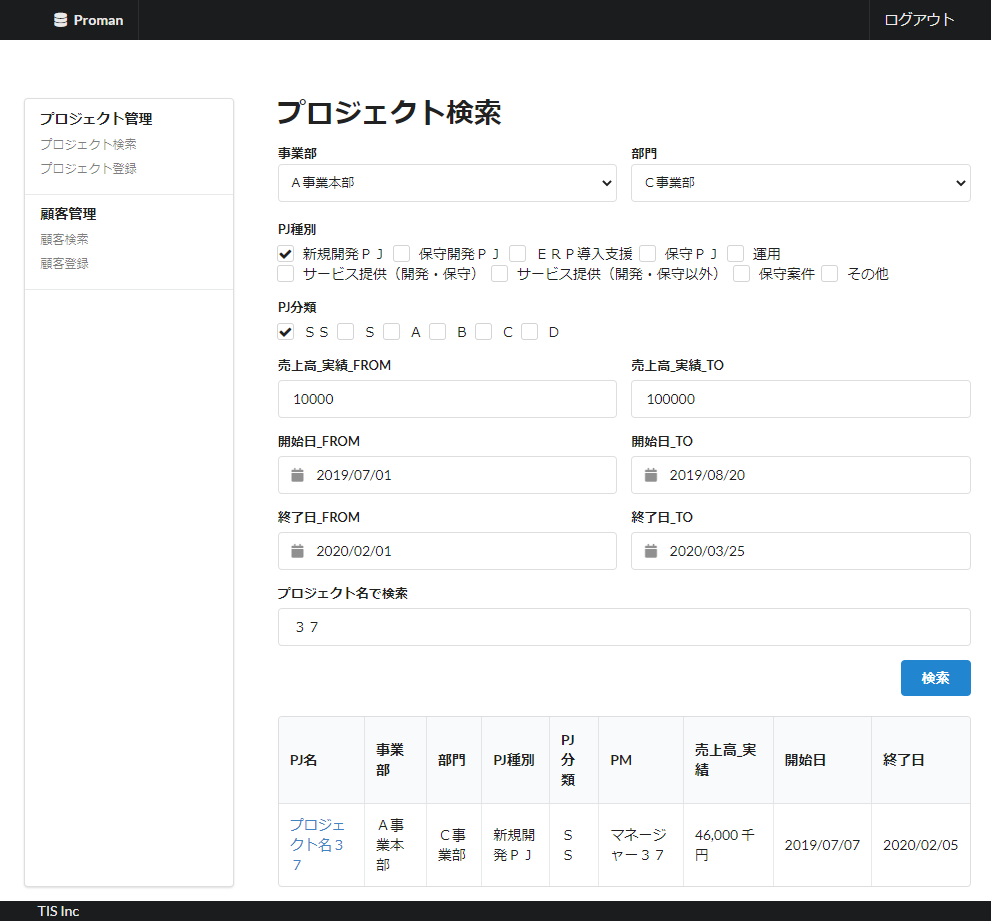 Proman
ログアウト
プロジェクト管理
プロジェクト検索
プロジェクト登録
顧客管理
顧客検索
顧客登録
プロジェクト検索
事業部 部門
Ａ事業本部 Ｃ事業部
PJ種別
新規開発ＰＪ 保守開発ＰＪ ＥＲＰ導入支援 保守ＰＪ 運用
サービス提供（開発・保守） サービス提供（開発・保守以外） 保守案件 その他
PJ分類
ＳＳ Ｓ Ａ Ｂ Ｃ Ｄ
売上高_実績_FROM 売上高_実績_TO
10000 100000
開始日_FROM 開始日_TO
2019/07/01 2019/08/20
終了日_FROM 終了日_TO
2020/02/01 2020/03/25
プロジェクト名で検索
３７
検索
PJ名 事業部 部門 PJ種別 PJ分類 PM 売上高_実績 開始日 終了日
プロジェクト名３７ Ａ事業本部 Ｃ事業部 新規開発ＰＪ ＳＳ マネージャー３７ 46,000 千円 2019/07/07 2020/02/05
TIS Inc